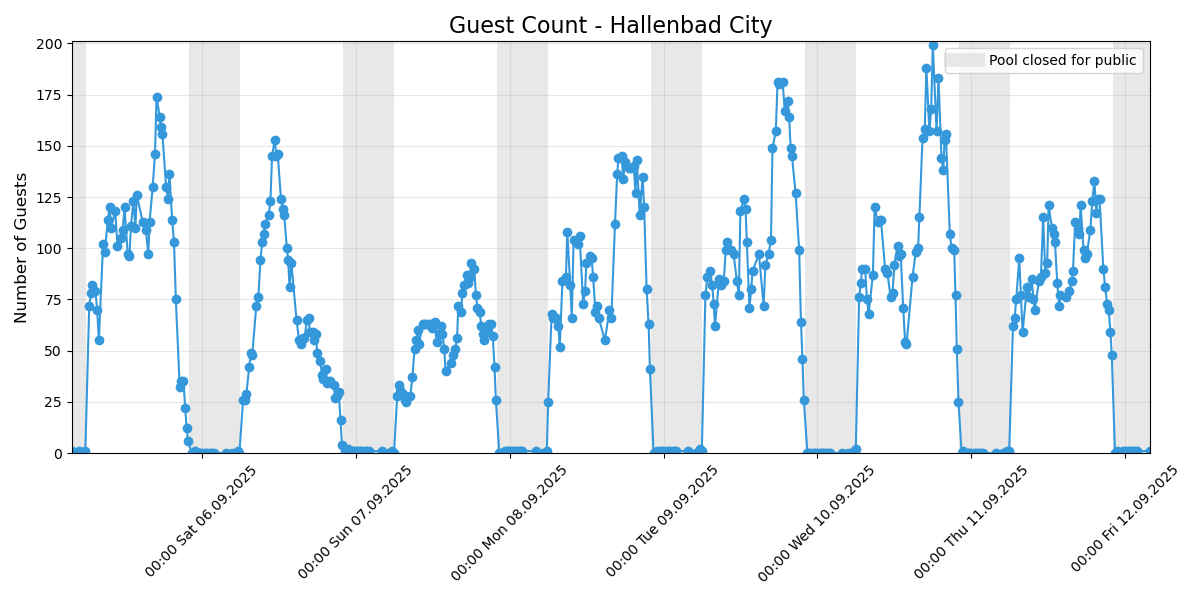 Guest Count - Hallenbad City
Pool closed for public
Number of Guests
200
175
150
125
100
75
50
25
0
00:00 Sat 06.09.2025
00:00 Sun 07.09.2025
00:00 Mon 08.09.2025
00:00 Tue 09.09.2025
00:00 Wed 10.09.2025
00:00 Thu 11.09.2025
00:00 Fri 12.09.2025